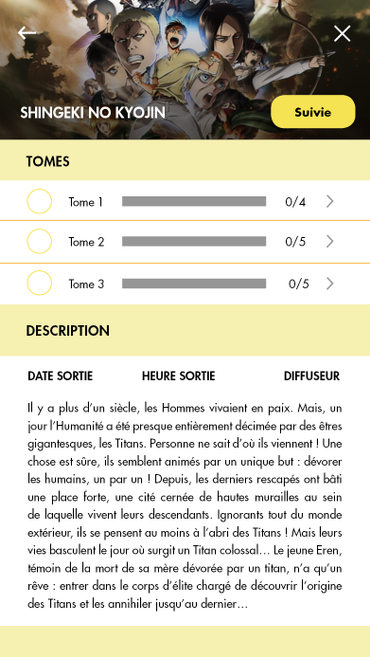 SHINGEKI NO KYOJIN
Suivie
TOMES
Tome 1 0/4
Tome 2 0/5
Tome 3 0/5
DESCRIPTION
DATE SORTIE HEURE SORTIE DIFFUSEUR
Il y a plus d'un siècle, les Hommes vivaient en paix. Mais, un
jour l'Humanité a été presque entièrement décimée par des êtres
gigantesques, les Titans. Personne ne sait d'où ils viennent ! Une
chose est sûre, ils semblent animés par un unique but : dévorer
les humains, un par un ! Depuis, les derniers rescapés ont bâti
une place forte, une cité cernée de hautes murailles au sein
de laquelle vivent leurs descendants. Ignorants tout du monde
extérieur, ils se pensent au moins à l'abri des Titans ! Mais leurs
vies basculent le jour où surgit un Titan colossal... Le jeune Eren,
témoin de la mort de sa mère dévorée par un titan, n'a qu'un
rêve : entrer dans le corps d'élite chargé de découvrir l'origine
des Titans et les annihiler jusqu'au dernier...